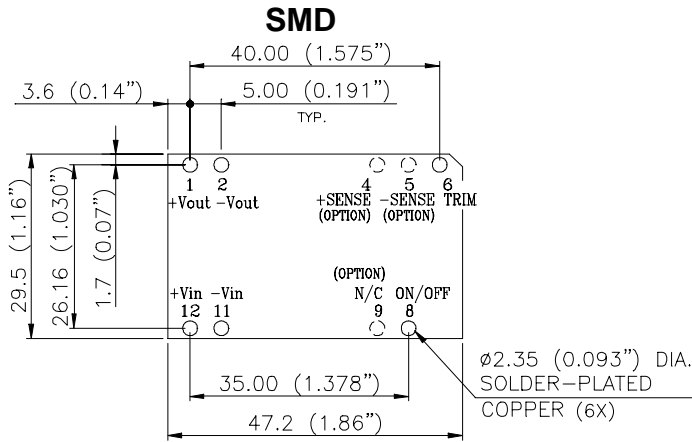 SMD
40.00 (1.575”)
3.6 (0.14”) 5.00 (0.191”)
TYP.
1 2 4 5 6
+Vout −Vout +SENSE −SENSE TRIM
(OPTION) (OPTION)
29.5 (1.16”)
26.16 (1.030”)
1.7 (0.07”)
(OPTION)
+Vin −Vin N/C ON/OFF
12 11 9 8
35.00 (1.378”)
47.2 (1.86”)
ø2.35 (0.093”) DIA.
SOLDER−PLATED
COPPER (6X)